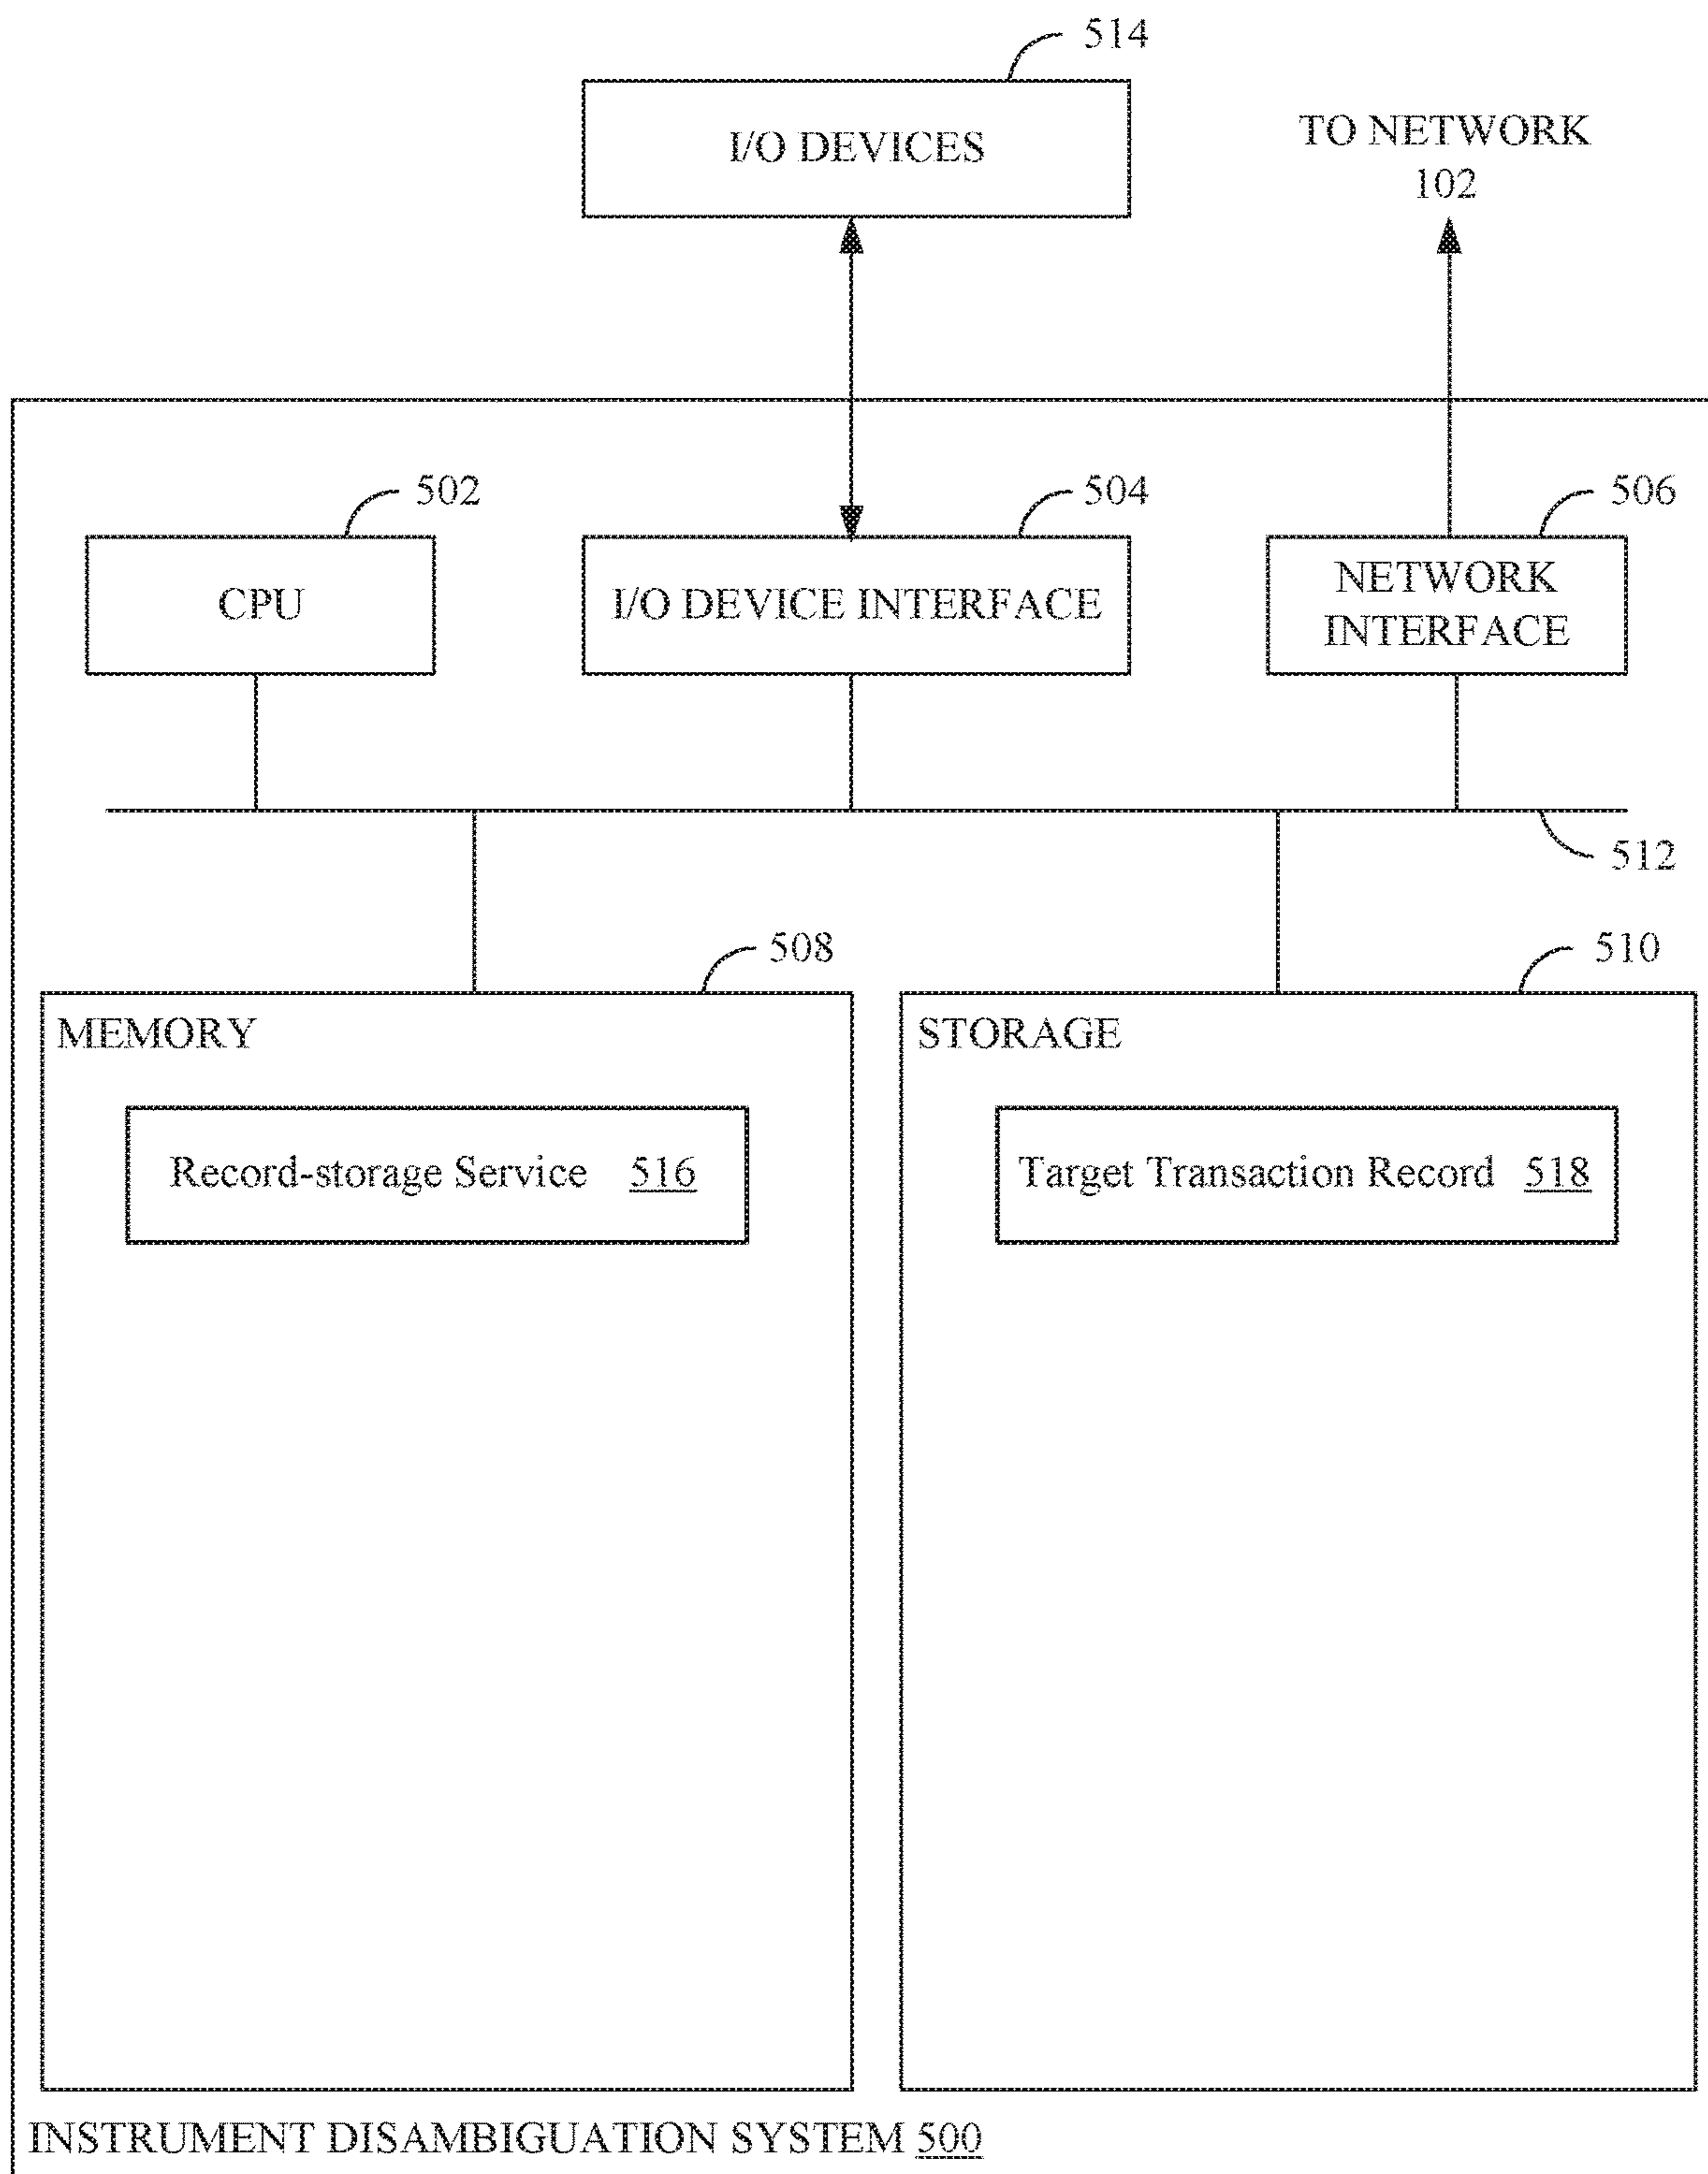 514
I/O DEVICES
TO NETWORK
102
502
504
506
CPU
I/O DEVICE INTERFACE
NETWORK
INTERFACE
512
508
510
MEMORY
STORAGE
Record-storage Service 516
Target Transaction Record 518
INSTRUMENT DISAMBIGUATION SYSTEM 500